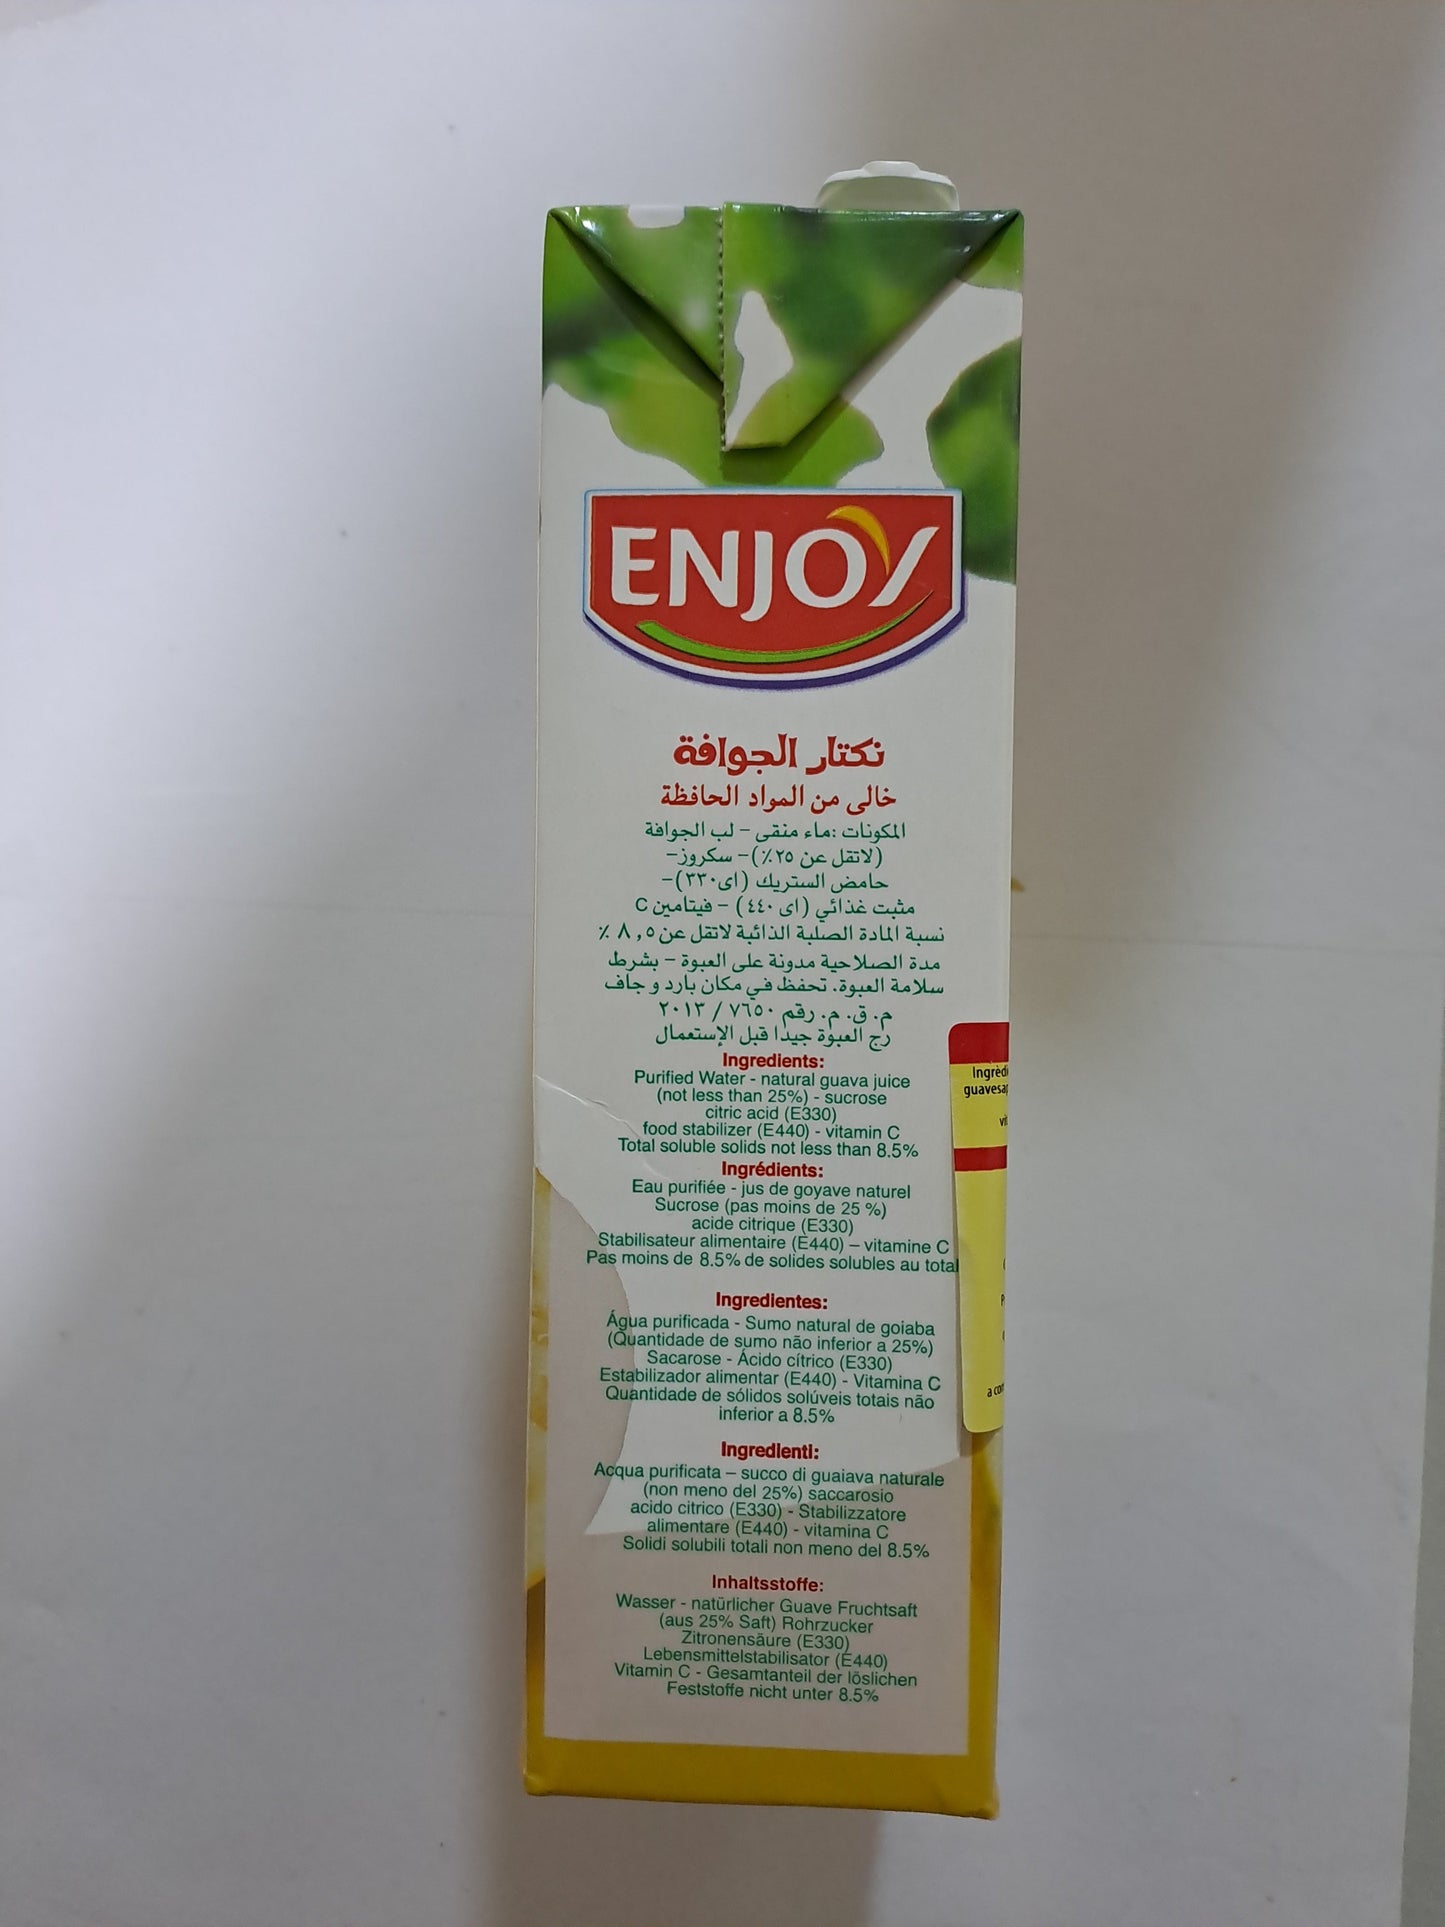 ENJOY
نكتار الجوافة
خالى من المواد الحافظة
المكونات :ماء منقى - لب الجوافة
(لاتقل عن ٢٥٪)- سكروز-
حامض الستريك (اى٣٣٠)-
مثبت غذائي (اى ٤٤٠) - فيتامين C
نسبة المادة الصلبة الذائبة لاتقل عن ٨,٥ ٪
مدة الصلاحية مدونة على العبوة - بشرط
سلامة العبوة. تحفظ في مكان بارد و جاف
م. ق. م. رقم ٧٦٥٠ / ٢٠١٣
رج العبوة جيدا قبل الإستعمال
Ingredients:
Purified Water - natural guava juice
(not less than 25%) - sucrose
citric acid (E330)
food stabilizer (E440) - vitamin C
Total soluble solids not less than 8.5%
Ingrédients:
Eau purifiée - jus de goyave naturel
Sucrose (pas moins de 25 %)
acide citrique (E330)
Stabilisateur alimentaire (E440) – vitamine C
Pas moins de 8.5% de solides solubles au total
Ingredientes:
Água purificada - Sumo natural de goiaba
(Quantidade de sumo não inferior a 25%)
Sacarose - Ácido cítrico (E330)
Estabilizador alimentar (E440) - Vitamina C
Quantidade de sólidos solúveis totais não
inferior a 8.5%
Ingredienti:
Acqua purificata – succo di guaiava naturale
(non meno del 25%) saccarosio
acido citrico (E330) - Stabilizzatore
alimentare (E440) - vitamina C
Solidi solubili totali non meno del 8.5%
Inhaltsstoffe:
Wasser - natürlicher Guave Fruchtsaft
(aus 25% Saft) Rohrzucker
Zitronensäure (E330)
Lebensmittelstabilisator (E440)
Vitamin C - Gesamtanteil der löslichen
Feststoffe nicht unter 8.5%